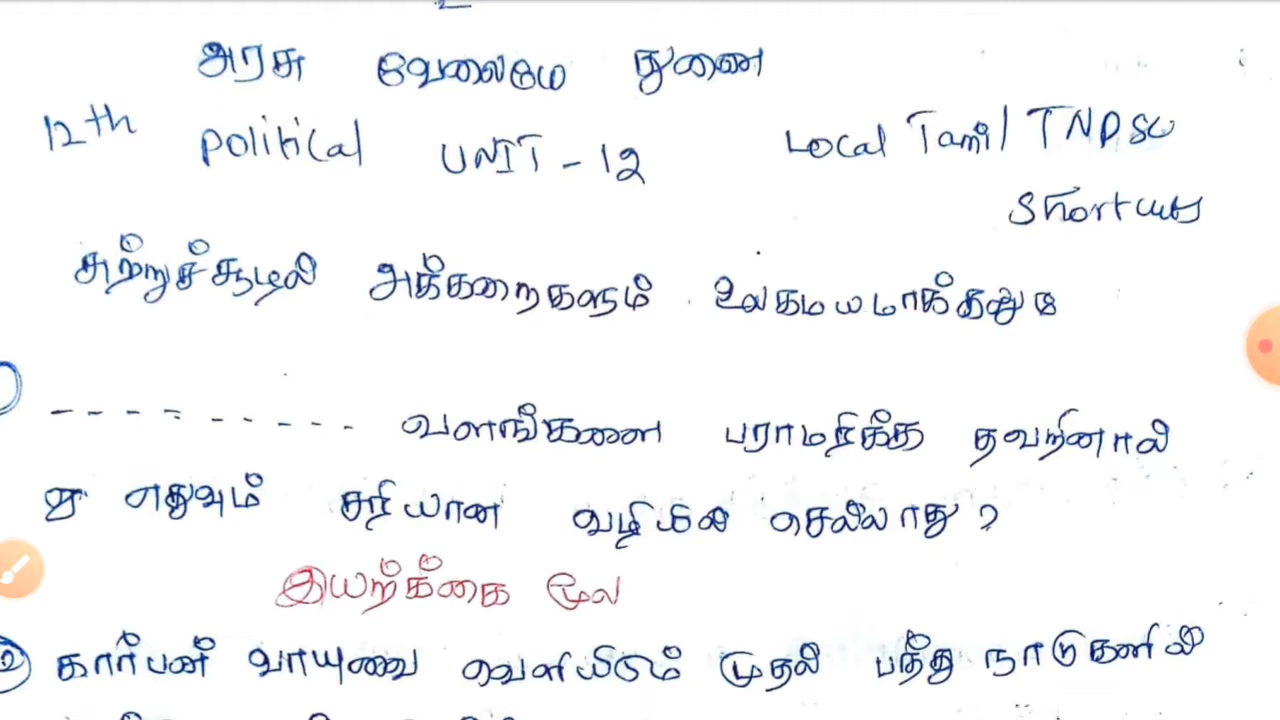 அரசு வேலையே துணை
12th Political UNIT - 12 Local Tamil TNPSC
Shortcuts
சுற்றுச்சூழல் அக்கறைகளும் உலகமயமாக்கலும்
---------- வளங்களை பராமரிக்க தவறினால்
எதுவும் சரியான வழியில் செல்லாது?
இயற்கை மூல
② கார்பன் வாயுவை வெளியிடும் முதல் பத்து நாடுகளில்